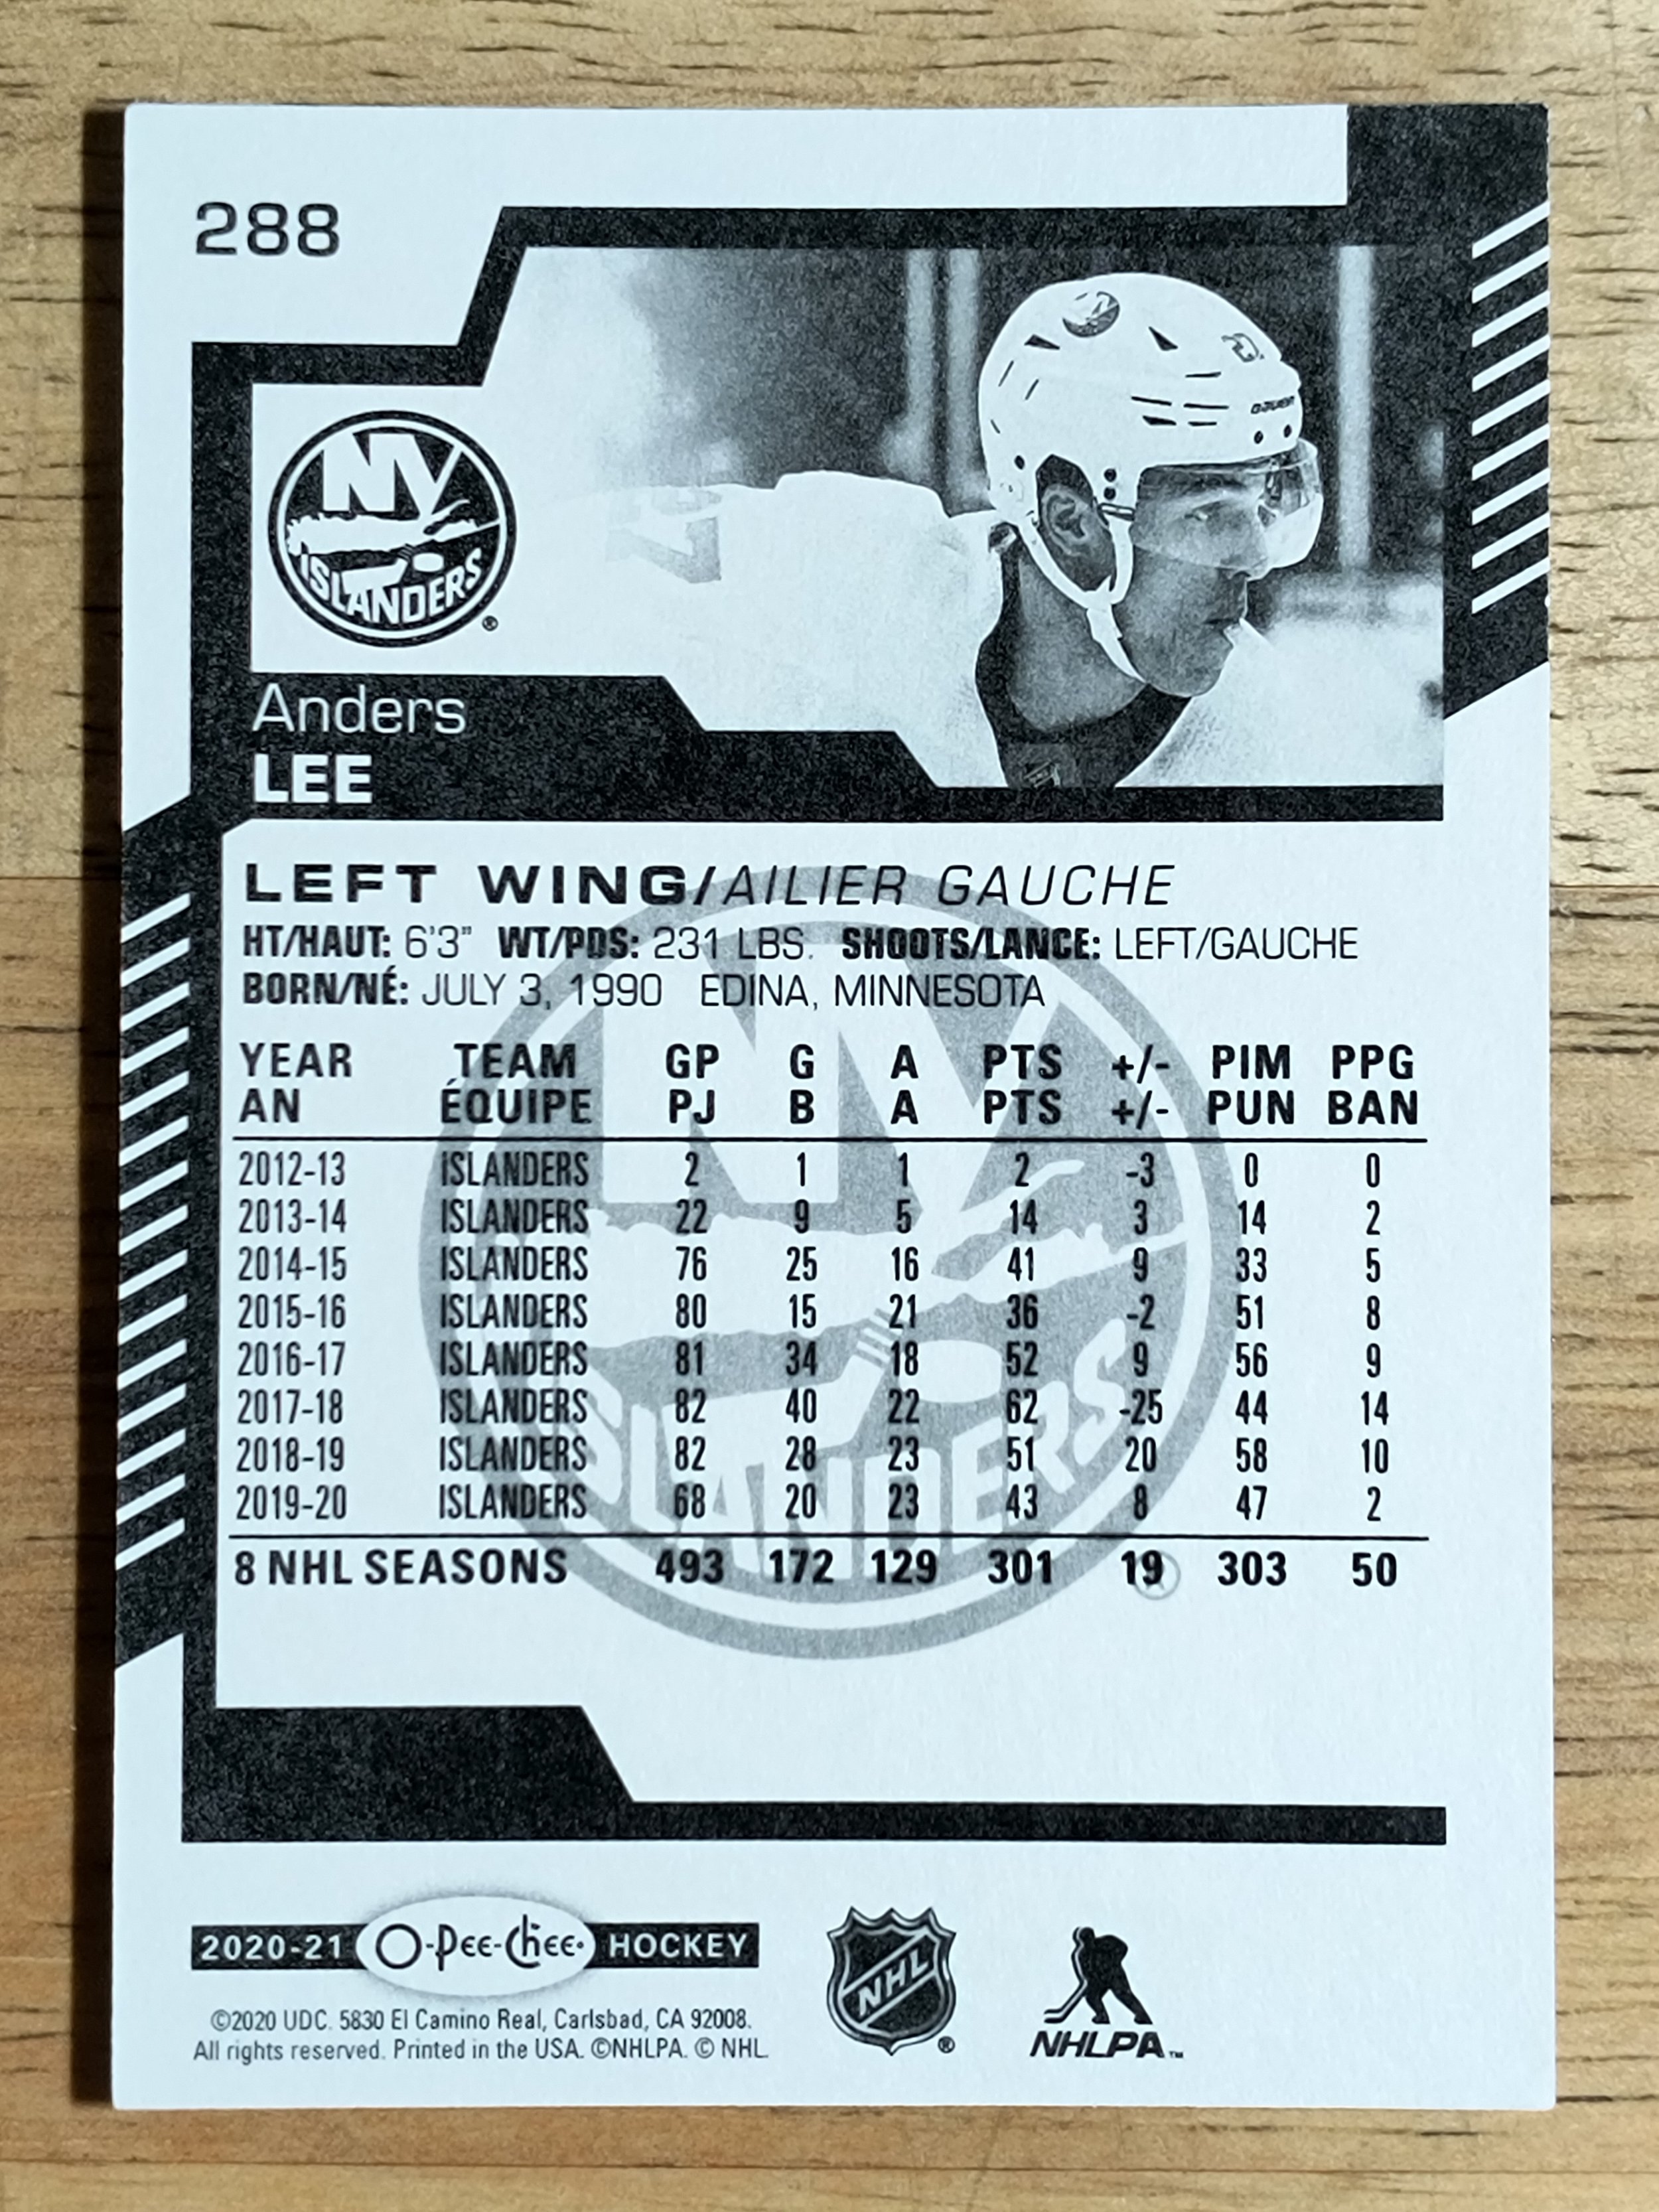 288
NY
ISLANDERS
®
27
BAUER
Anders
LEE
LEFT WING/AILIER GAUCHE
HT/HAUT: 6'3" WT/PDS: 231 LBS. SHOOTS/LANCE: LEFT/GAUCHE
BORN/NÉ: JULY 3, 1990 EDINA, MINNESOTA
YEAR TEAM GP G A PTS +/- PIM PPG
AN ÉQUIPE PJ B A PTS +/- PUN BAN
2012-13 ISLANDERS 2 1 1 2 -3 0 0
2013-14 ISLANDERS 22 9 5 14 3 14 2
2014-15 ISLANDERS 76 25 16 41 9 33 5
2015-16 ISLANDERS 80 15 21 36 -2 51 8
2016-17 ISLANDERS 81 34 18 52 9 56 9
2017-18 ISLANDERS 82 40 22 62 -25 44 14
2018-19 ISLANDERS 82 28 23 51 20 58 10
2019-20 ISLANDERS 68 20 23 43 8 47 2
8 NHL SEASONS 493 172 129 301 19 303 50
NY
ISLANDERS
2020-21 O-Pee-Chee HOCKEY
©2020 UDC. 5830 El Camino Real, Carlsbad, CA 92008.
All rights reserved. Printed in the USA. ©NHLPA. © NHL.
NHL ®
NHLPA™